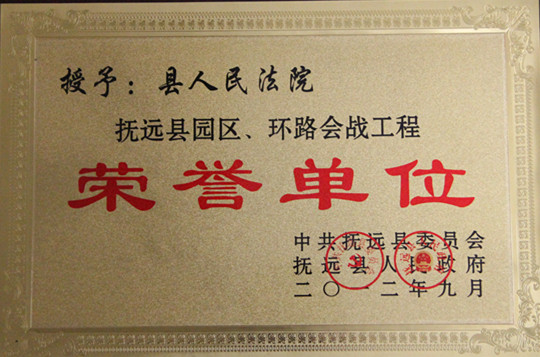 授予：县人民法院
抚远县园区、环路会战工程
荣誉单位
中共抚远县委员会
抚远县人民政府
二〇一二年九月